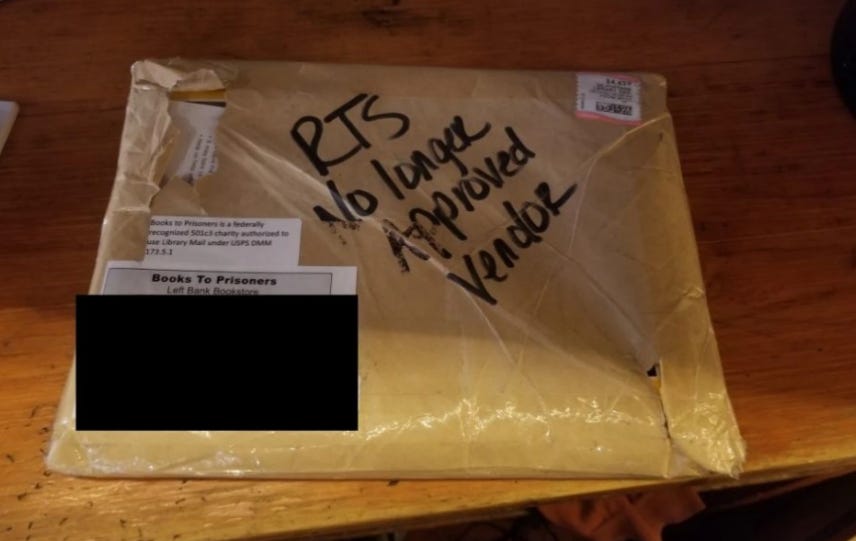 RTS
No longer
Approved
Vendor
Books to Prisoners is a federally
recognized 501c3 charity authorized to
use Library Mail under USPS DMM
173.5.1
Books To Prisoners
Left Bank Bookstore